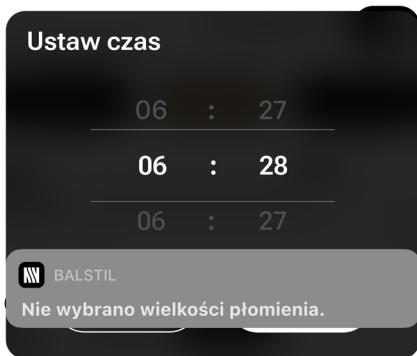 Ustaw czas
06 : 27
06 : 28
06 : 27
BALSTIL
Nie wybrano wielkości płomienia.